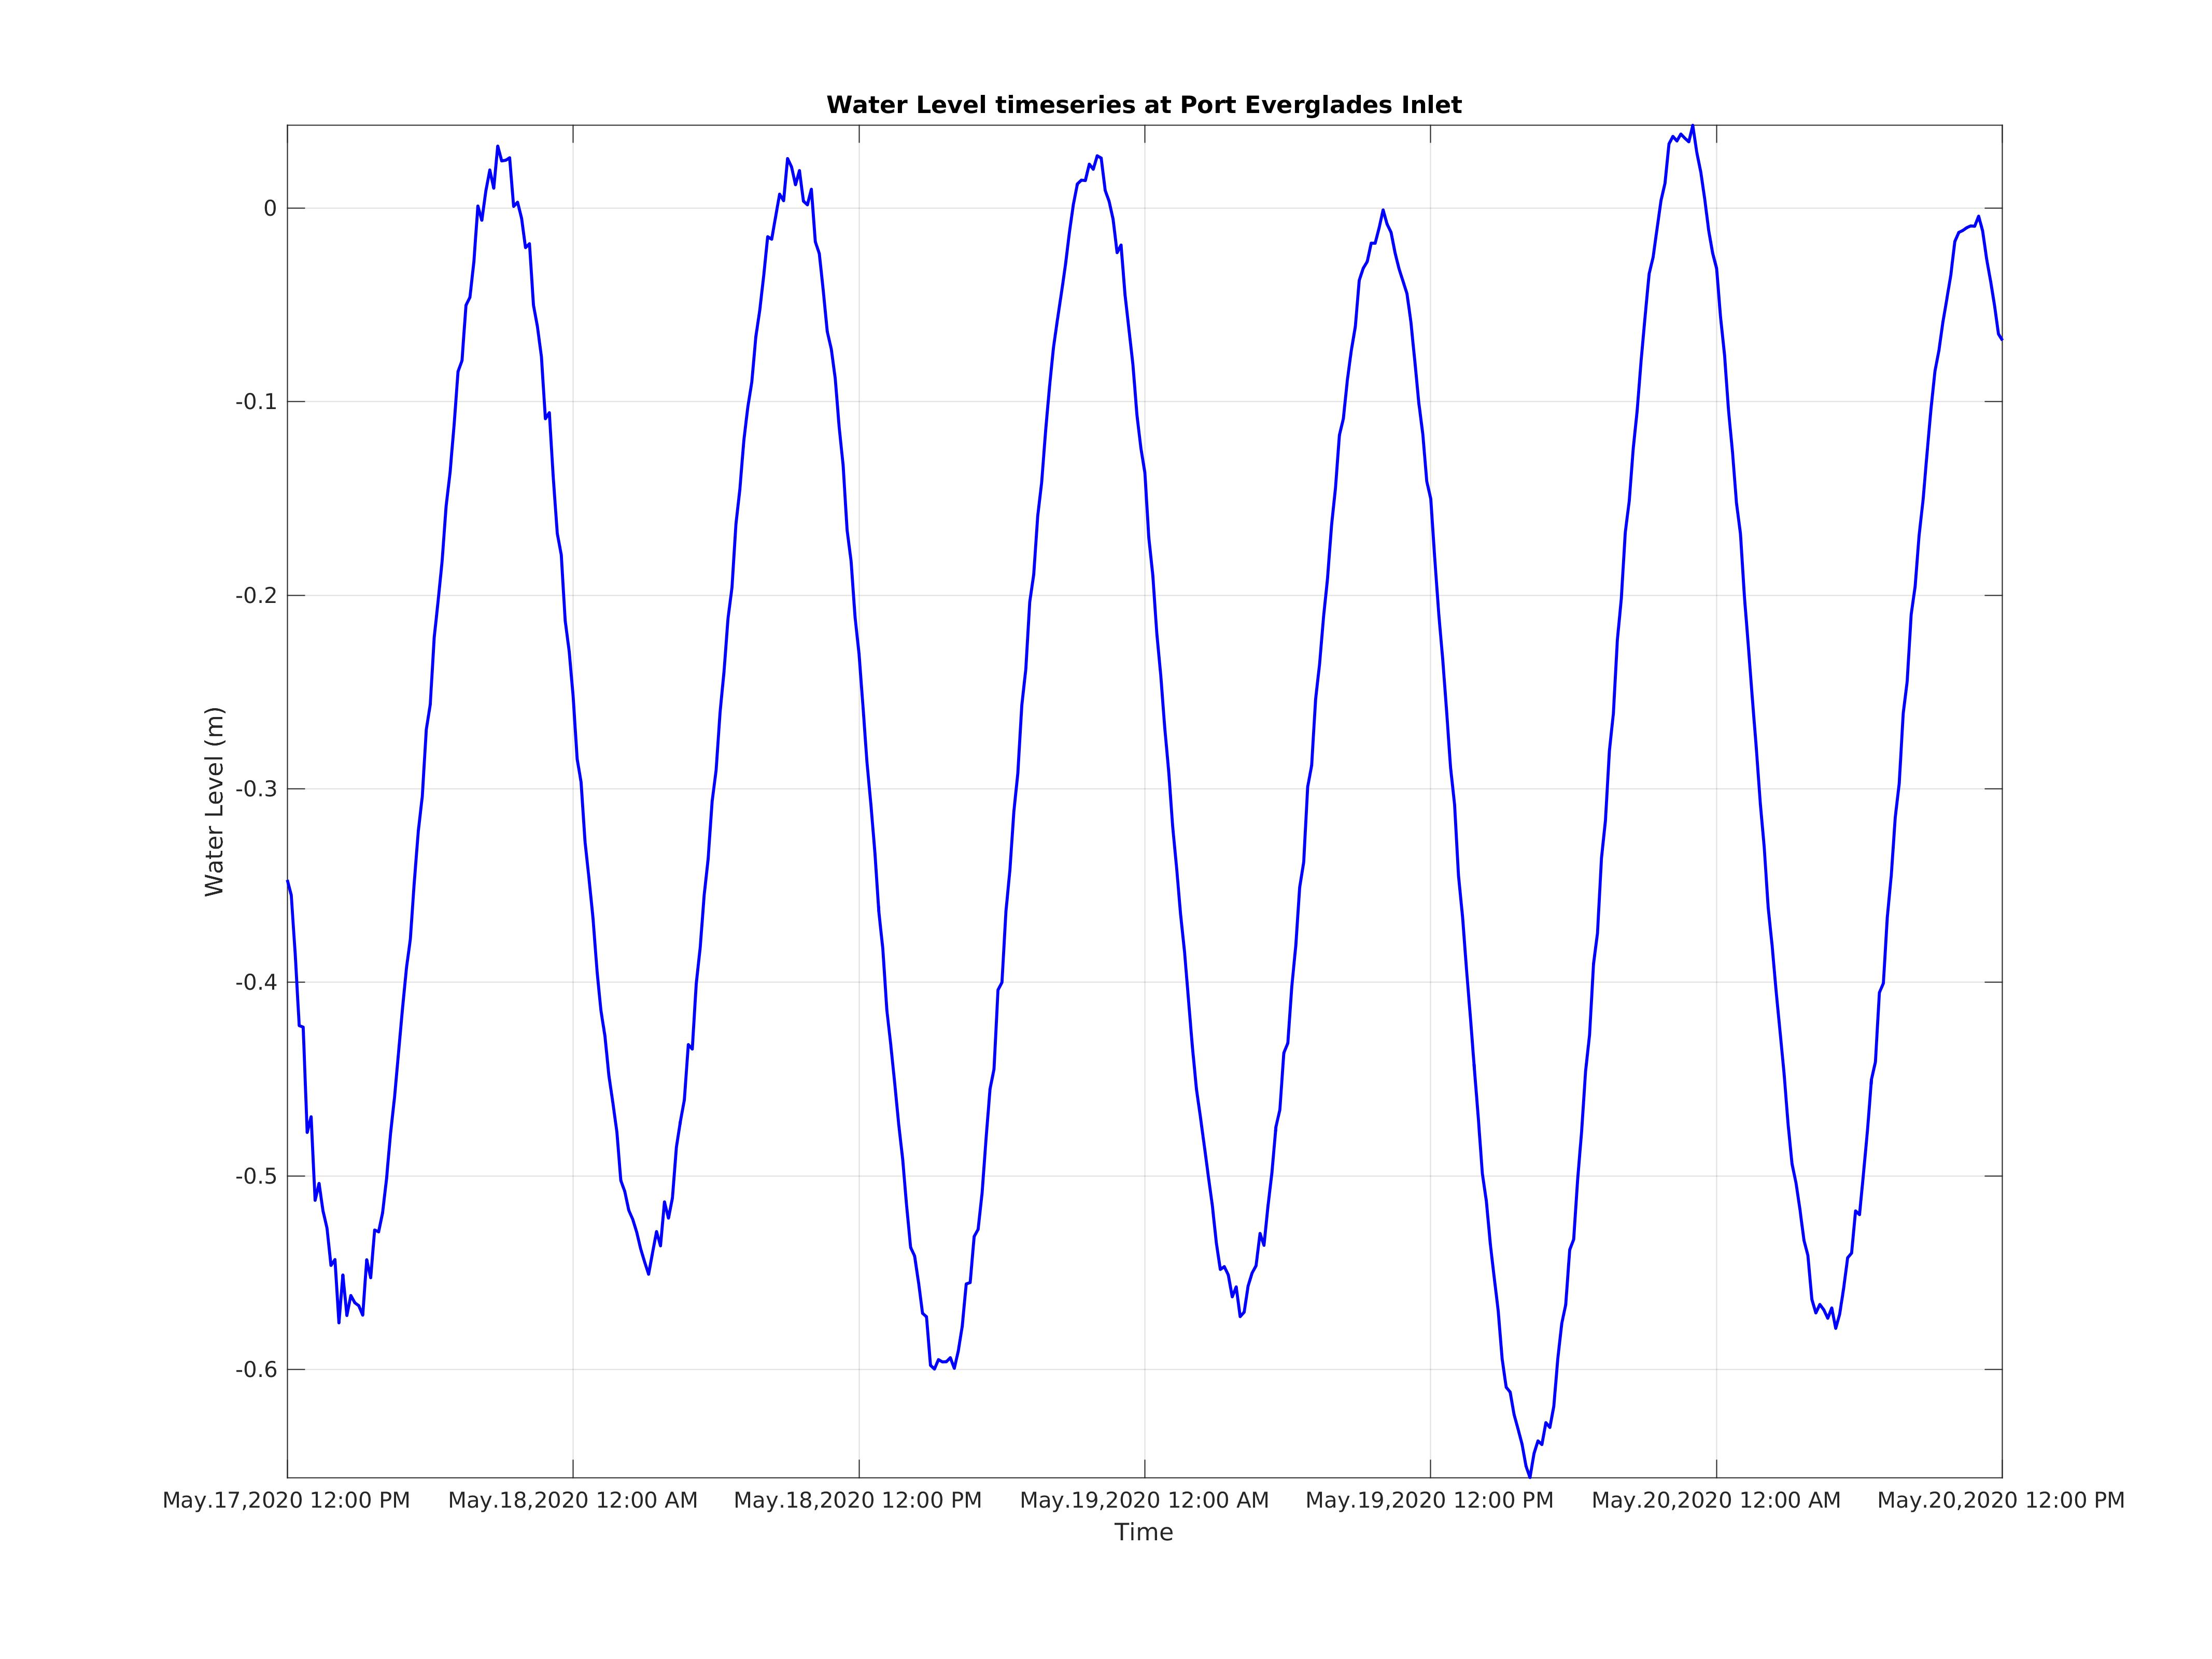 Water Level timeseries at Port Everglades Inlet
0
-0.1
-0.2
-0.3
-0.4
-0.5
-0.6
Water Level (m)
May.17,2020 12:00 PM May.18,2020 12:00 AM May.18,2020 12:00 PM May.19,2020 12:00 AM May.19,2020 12:00 PM May.20,2020 12:00 AM May.20,2020 12:00 PM
Time